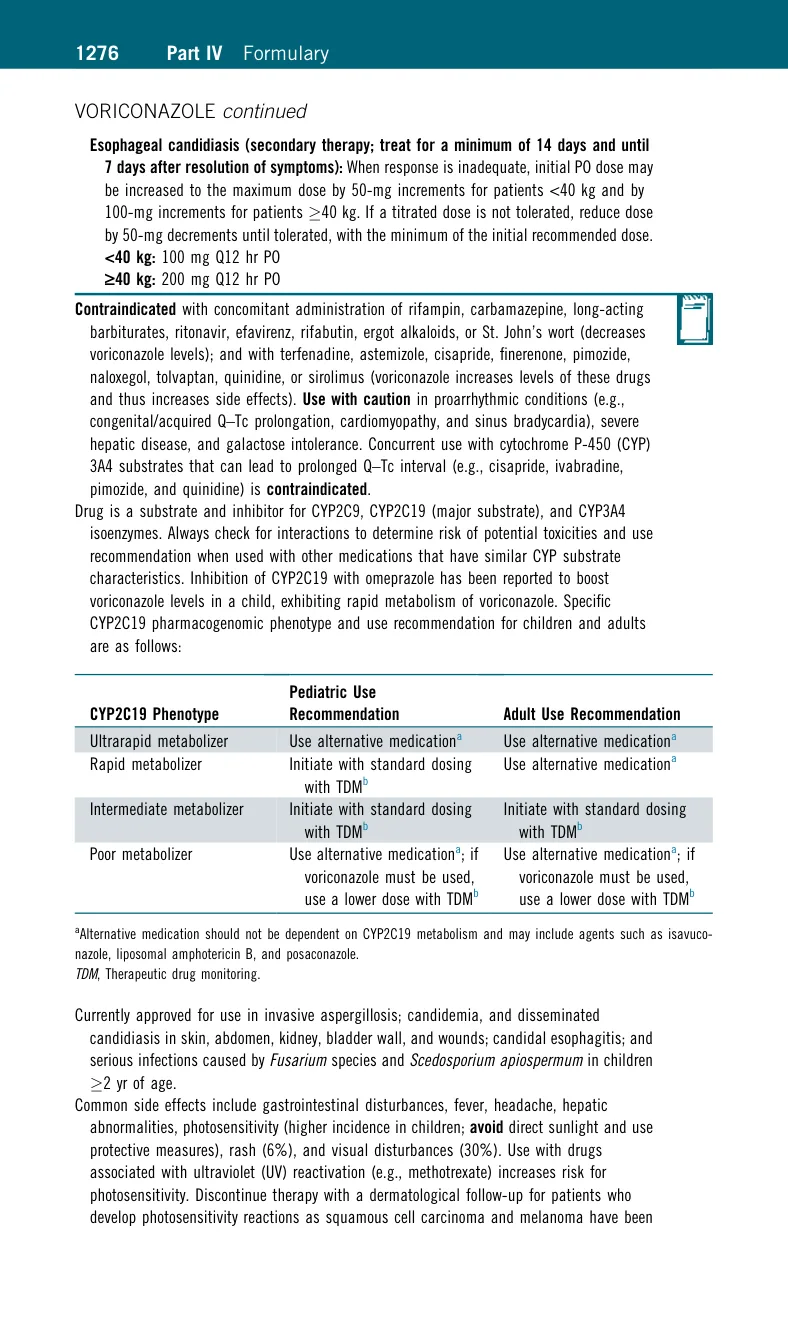 1276 Part IV Formulary
VORICONAZOLE continued
Esophageal candidiasis (secondary therapy; treat for a minimum of 14 days and until
7 days after resolution of symptoms): When response is inadequate, initial PO dose may
be increased to the maximum dose by 50-mg increments for patients <40 kg and by
100-mg increments for patients ≥40 kg. If a titrated dose is not tolerated, reduce dose
by 50-mg decrements until tolerated, with the minimum of the initial recommended dose.
<40 kg: 100 mg Q12 hr PO
≥40 kg: 200 mg Q12 hr PO
Contraindicated with concomitant administration of rifampin, carbamazepine, long-acting
barbiturates, ritonavir, efavirenz, rifabutin, ergot alkaloids, or St. John's wort (decreases
voriconazole levels); and with terfenadine, astemizole, cisapride, finerenone, pimozide,
naloxegol, tolvaptan, quinidine, or sirolimus (voriconazole increases levels of these drugs
and thus increases side effects). Use with caution in proarrhythmic conditions (e.g.,
congenital/acquired Q–Tc prolongation, cardiomyopathy, and sinus bradycardia), severe
hepatic disease, and galactose intolerance. Concurrent use with cytochrome P-450 (CYP)
3A4 substrates that can lead to prolonged Q–Tc interval (e.g., cisapride, ivabradine,
pimozide, and quinidine) is contraindicated.
Drug is a substrate and inhibitor for CYP2C9, CYP2C19 (major substrate), and CYP3A4
isoenzymes. Always check for interactions to determine risk of potential toxicities and use
recommendation when used with other medications that have similar CYP substrate
characteristics. Inhibition of CYP2C19 with omeprazole has been reported to boost
voriconazole levels in a child, exhibiting rapid metabolism of voriconazole. Specific
CYP2C19 pharmacogenomic phenotype and use recommendation for children and adults
are as follows:
Pediatric Use
CYP2C19 Phenotype Recommendation Adult Use Recommendation
Ultrarapid metabolizer Use alternative medicationa Use alternative medicationa
Rapid metabolizer Initiate with standard dosing Use alternative medicationa
with TDMb
Intermediate metabolizer Initiate with standard dosing Initiate with standard dosing
with TDMb with TDMb
Poor metabolizer Use alternative medicationa; if Use alternative medicationa; if
voriconazole must be used, voriconazole must be used,
use a lower dose with TDMb use a lower dose with TDMb
aAlternative medication should not be dependent on CYP2C19 metabolism and may include agents such as isavuco-
nazole, liposomal amphotericin B, and posaconazole.
TDM, Therapeutic drug monitoring.
Currently approved for use in invasive aspergillosis; candidemia, and disseminated
candidiasis in skin, abdomen, kidney, bladder wall, and wounds; candidal esophagitis; and
serious infections caused by Fusarium species and Scedosporium apiospermum in children
≥2 yr of age.
Common side effects include gastrointestinal disturbances, fever, headache, hepatic
abnormalities, photosensitivity (higher incidence in children; avoid direct sunlight and use
protective measures), rash (6%), and visual disturbances (30%). Use with drugs
associated with ultraviolet (UV) reactivation (e.g., methotrexate) increases risk for
photosensitivity. Discontinue therapy with a dermatological follow-up for patients who
develop photosensitivity reactions as squamous cell carcinoma and melanoma have been